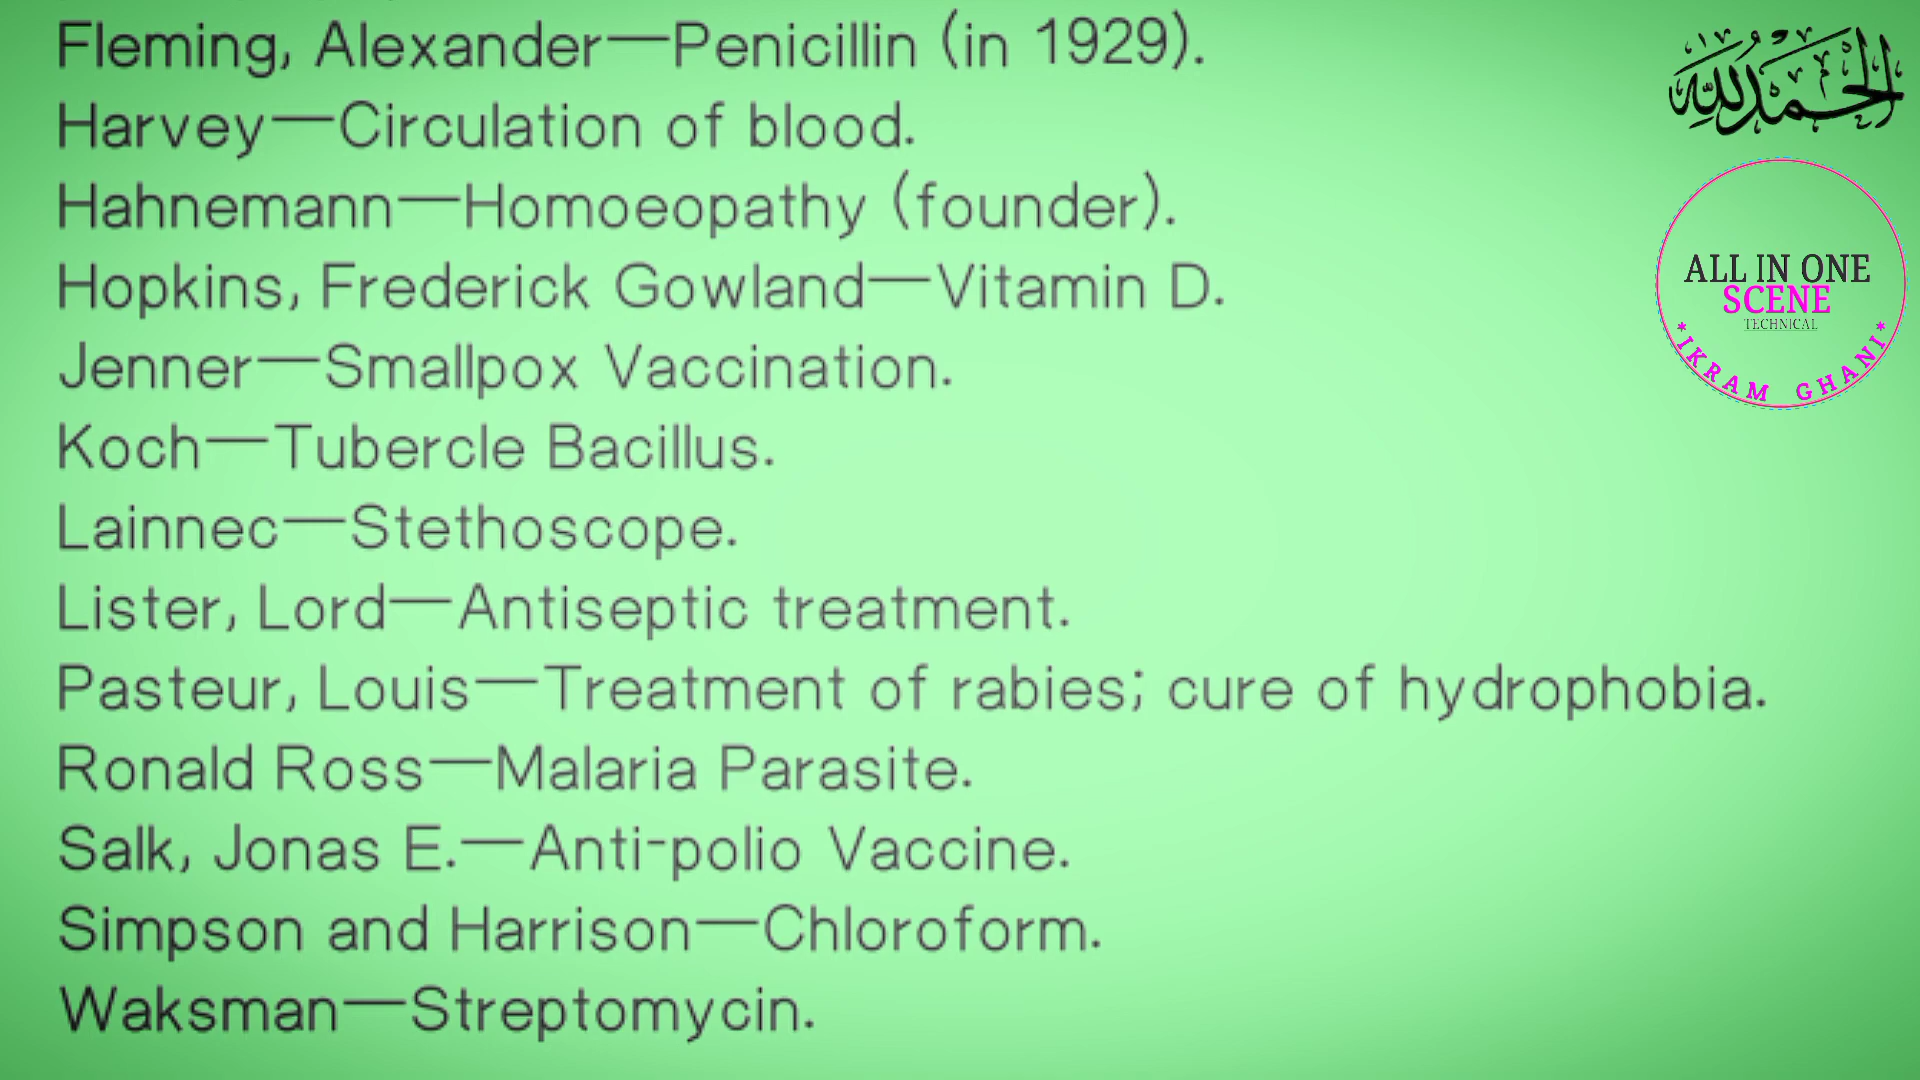 Fleming, Alexander—Penicillin (in 1929).
Harvey—Circulation of blood.
Hahnemann—Homoeopathy (founder).
Hopkins, Frederick Gowland—Vitamin D.
Jenner—Smallpox Vaccination.
Koch—Tubercle Bacillus.
Lainnec—Stethoscope.
Lister, Lord—Antiseptic treatment.
Pasteur, Louis—Treatment of rabies; cure of hydrophobia.
Ronald Ross—Malaria Parasite.
Salk, Jonas E.—Anti-polio Vaccine.
Simpson and Harrison—Chloroform.
Waksman—Streptomycin.
الحمد لله
ALL IN ONE
SCENE
TECHNICAL
* IKRAM GHANI *